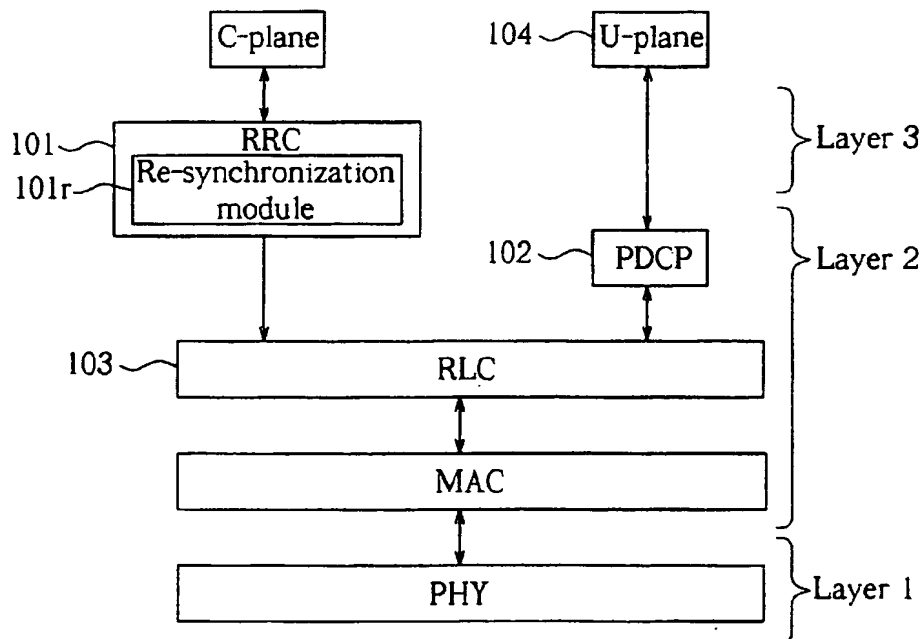 C-plane
104
U-plane
101
RRC
Layer 3
101r
Re-synchronization
module
102
PDCP
Layer 2
103
RLC
MAC
PHY
Layer 1